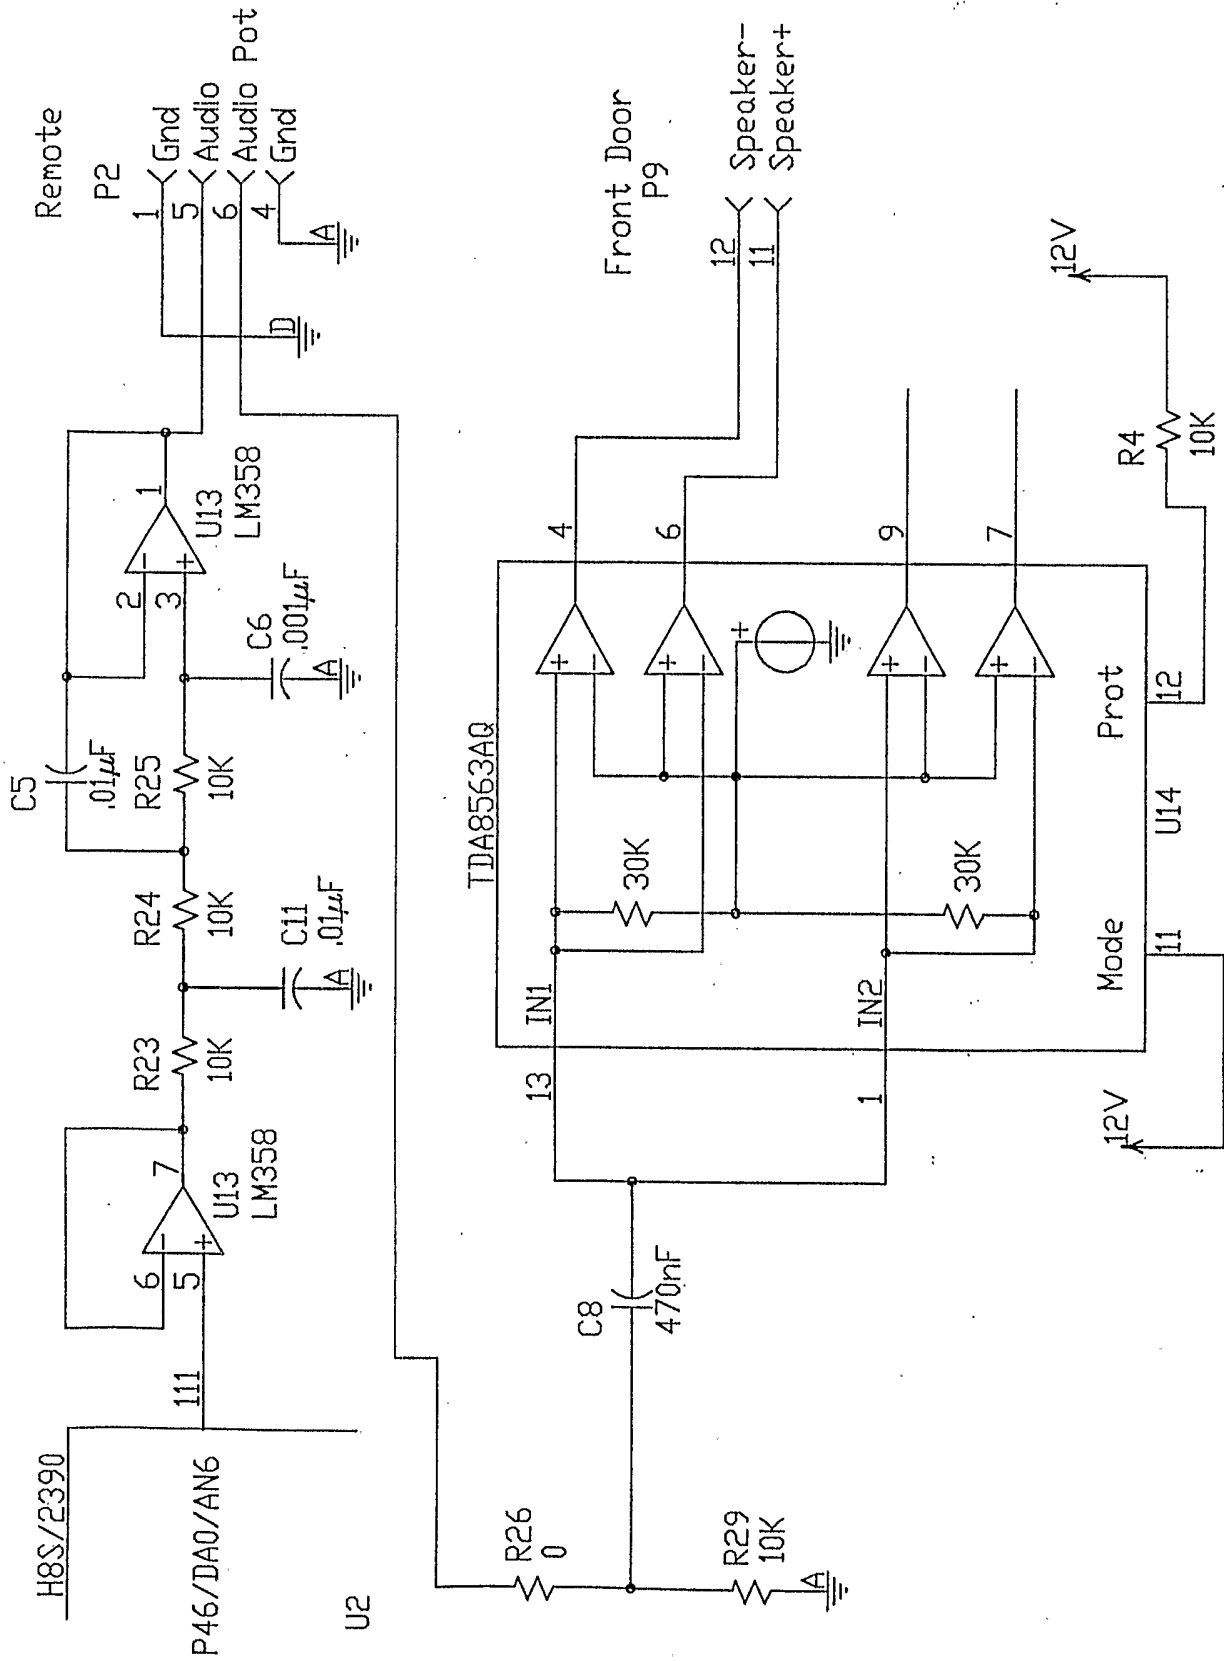 H8S/2390
P46/DA0/AN6
U2
111
6
5
7
U13
LM358
R23
10K
C11
.01µF
A
R24
10K
C5
.01µF
R25
10K
C6
.001µF
A
2
3
1
U13
LM358
Remote
P2
1
Gnd
5
Audio
6
Audio Pot
4
Gnd
D
A
R26
0
R29
10K
A
C8
470nF
TDA8563AQ
13
IN1
1
IN2
30K
30K
4
6
9
7
Mode
11
12V
U14
Prot
12
R4
10K
12V
Front Door
P9
12
Speaker-
11
Speaker+